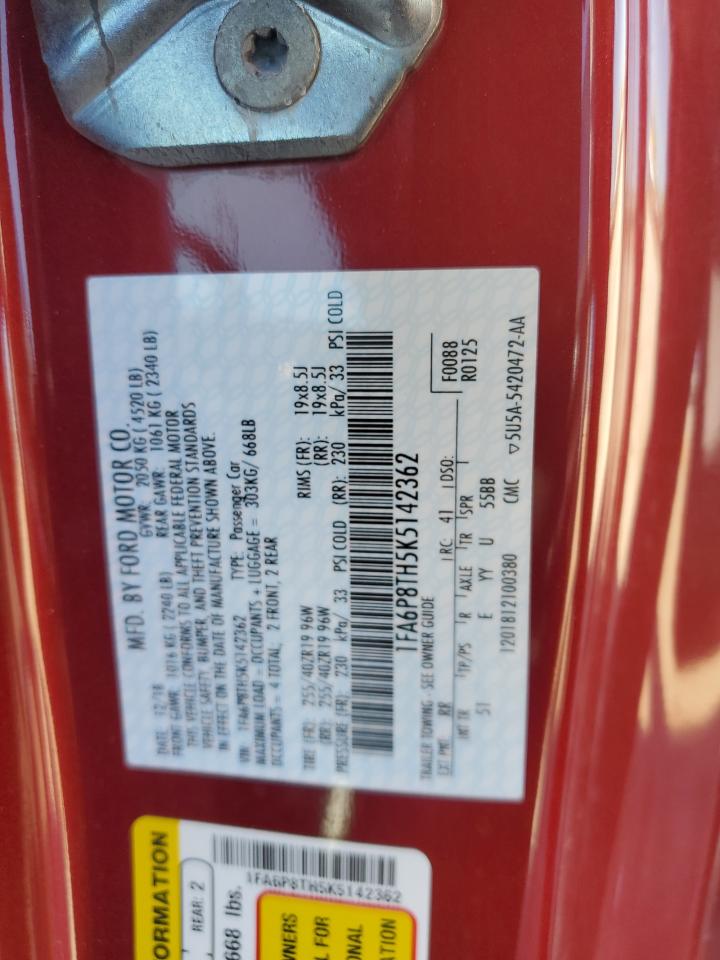 MFD. BY FORD MOTOR CO.
DATE: 12/18 GVWR: 2050 KG ( 4520 LB)
FRONT GAWR: 1016 KG ( 2240 LB) REAR GAWR: 1061 KG ( 2340 LB)
THIS VEHICLE CONFORMS TO ALL APPLICABLE FEDERAL MOTOR
VEHICLE SAFETY, BUMPER, AND THEFT PREVENTION STANDARDS
IN EFFECT ON THE DATE OF MANUFACTURE SHOWN ABOVE.
VIN: 1FA6P8TH5K5142362 TYPE: Passenger Car
MAXIMUM LOAD = OCCUPANTS + LUGGAGE = 303KG/ 668LB
OCCUPANTS = 4 TOTAL, 2 FRONT, 2 REAR
TIRE (FR): 255/40ZR19 96W RIMS (FR): 19x8.5J
(RR): 255/40ZR19 96W (RR): 19x8.5J
PRESSURE (FR): 230 kPa/ 33 PSI COLD (RR): 230 kPa/ 33 PSI COLD
1FA6P8TH5K5142362
TRAILER TOWING - SEE OWNER GUIDE
EXT PNT: RR RC: 41 DSO:
F0088
R0125
INT TR TP/PS R AXLE TR SPR
51 E YY U 55BB
1201812100380 CMC ▽5U5A-5420472-AA
ORMATION
REAR: 2
668 lbs.
1FA6P8TH5K5142362
WNERS
L FOR
ONAL
ATION